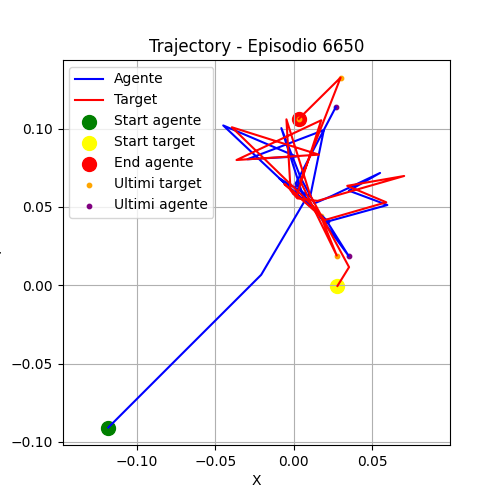 Trajectory - Episodio 6650
Agente
Target
Start agente
Start target
End agente
Ultimi target
Ultimi agente
0.10
0.05
0.00
−0.05
−0.10
−0.10
−0.05
0.00
0.05
X